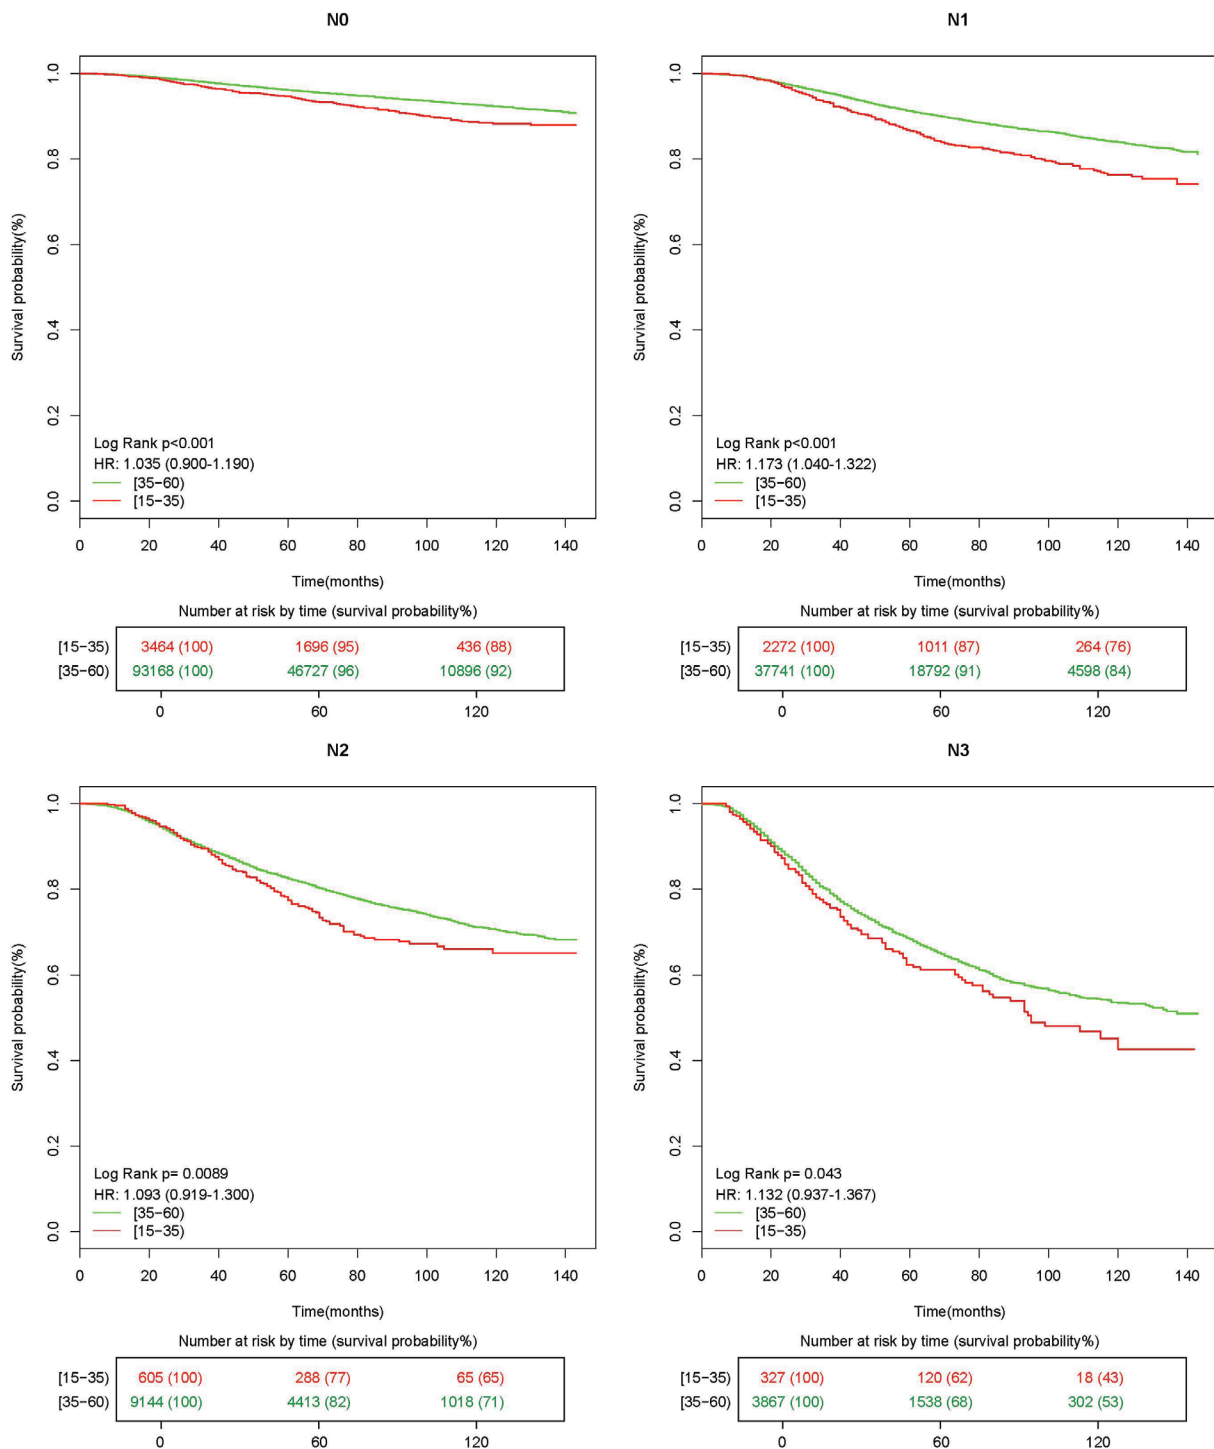 N0
1.0
0.8
0.6
0.4
0.2
0.0
Survival probability(%)
Log Rank p<0.001
HR: 1.035 (0.900-1.190)
[35−60)
[15−35)
0 20 40 60 80 100 120 140
Time(months)
Number at risk by time (survival probability%)
[15−35) 3464 (100) 1696 (95) 436 (88)
[35−60) 93168 (100) 46727 (96) 10896 (92)
0 60 120
N1
1.0
0.8
0.6
0.4
0.2
0.0
Survival probability(%)
Log Rank p<0.001
HR: 1.173 (1.040-1.322)
[35−60)
[15−35)
0 20 40 60 80 100 120 140
Time(months)
Number at risk by time (survival probability%)
[15−35) 2272 (100) 1011 (87) 264 (76)
[35−60) 37741 (100) 18792 (91) 4598 (84)
0 60 120
N2
1.0
0.8
0.6
0.4
0.2
0.0
Survival probability(%)
Log Rank p= 0.0089
HR: 1.093 (0.919-1.300)
[35−60)
[15−35)
0 20 40 60 80 100 120 140
Time(months)
Number at risk by time (survival probability%)
[15−35) 605 (100) 288 (77) 65 (65)
[35−60) 9144 (100) 4413 (82) 1018 (71)
0 60 120
N3
1.0
0.8
0.6
0.4
0.2
0.0
Survival probability(%)
Log Rank p= 0.043
HR: 1.132 (0.937-1.367)
[35−60)
[15−35)
0 20 40 60 80 100 120 140
Time(months)
Number at risk by time (survival probability%)
[15−35) 327 (100) 120 (62) 18 (43)
[35−60) 3867 (100) 1538 (68) 302 (53)
0 60 120